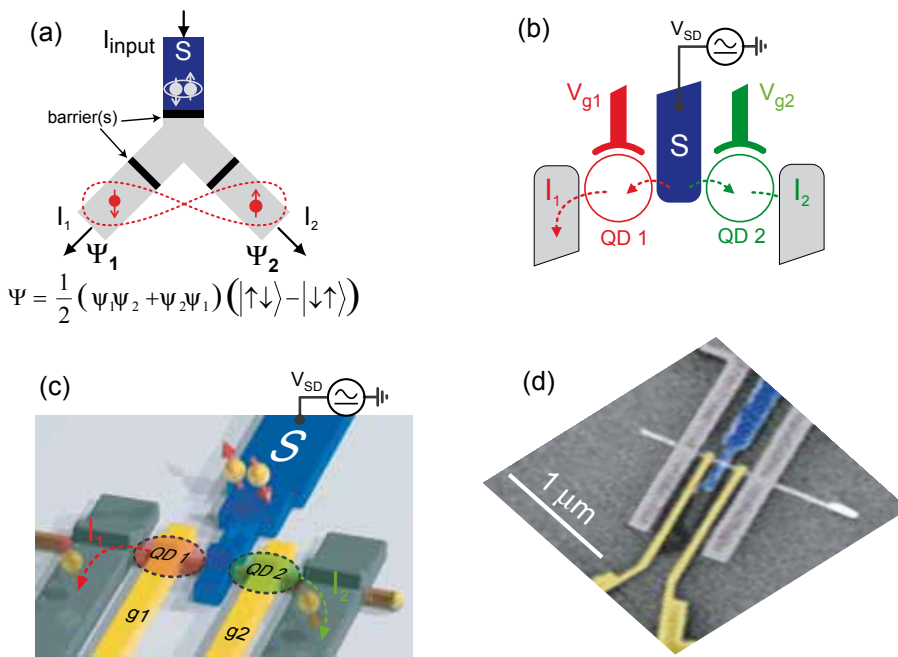 (a)
I_input
S
barrier(s)
I_1
I_2
Ψ_1
Ψ_2
Ψ = 1/2 (ψ_1ψ_2 + ψ_2ψ_1) (|↑↓⟩ − |↓↑⟩)
(b)
V_SD
V_g1
V_g2
S
I_1
I_2
QD 1
QD 2
(c)
V_SD
S
I_1
QD 1
QD 2
I_2
g1
g2
(d)
1 μm